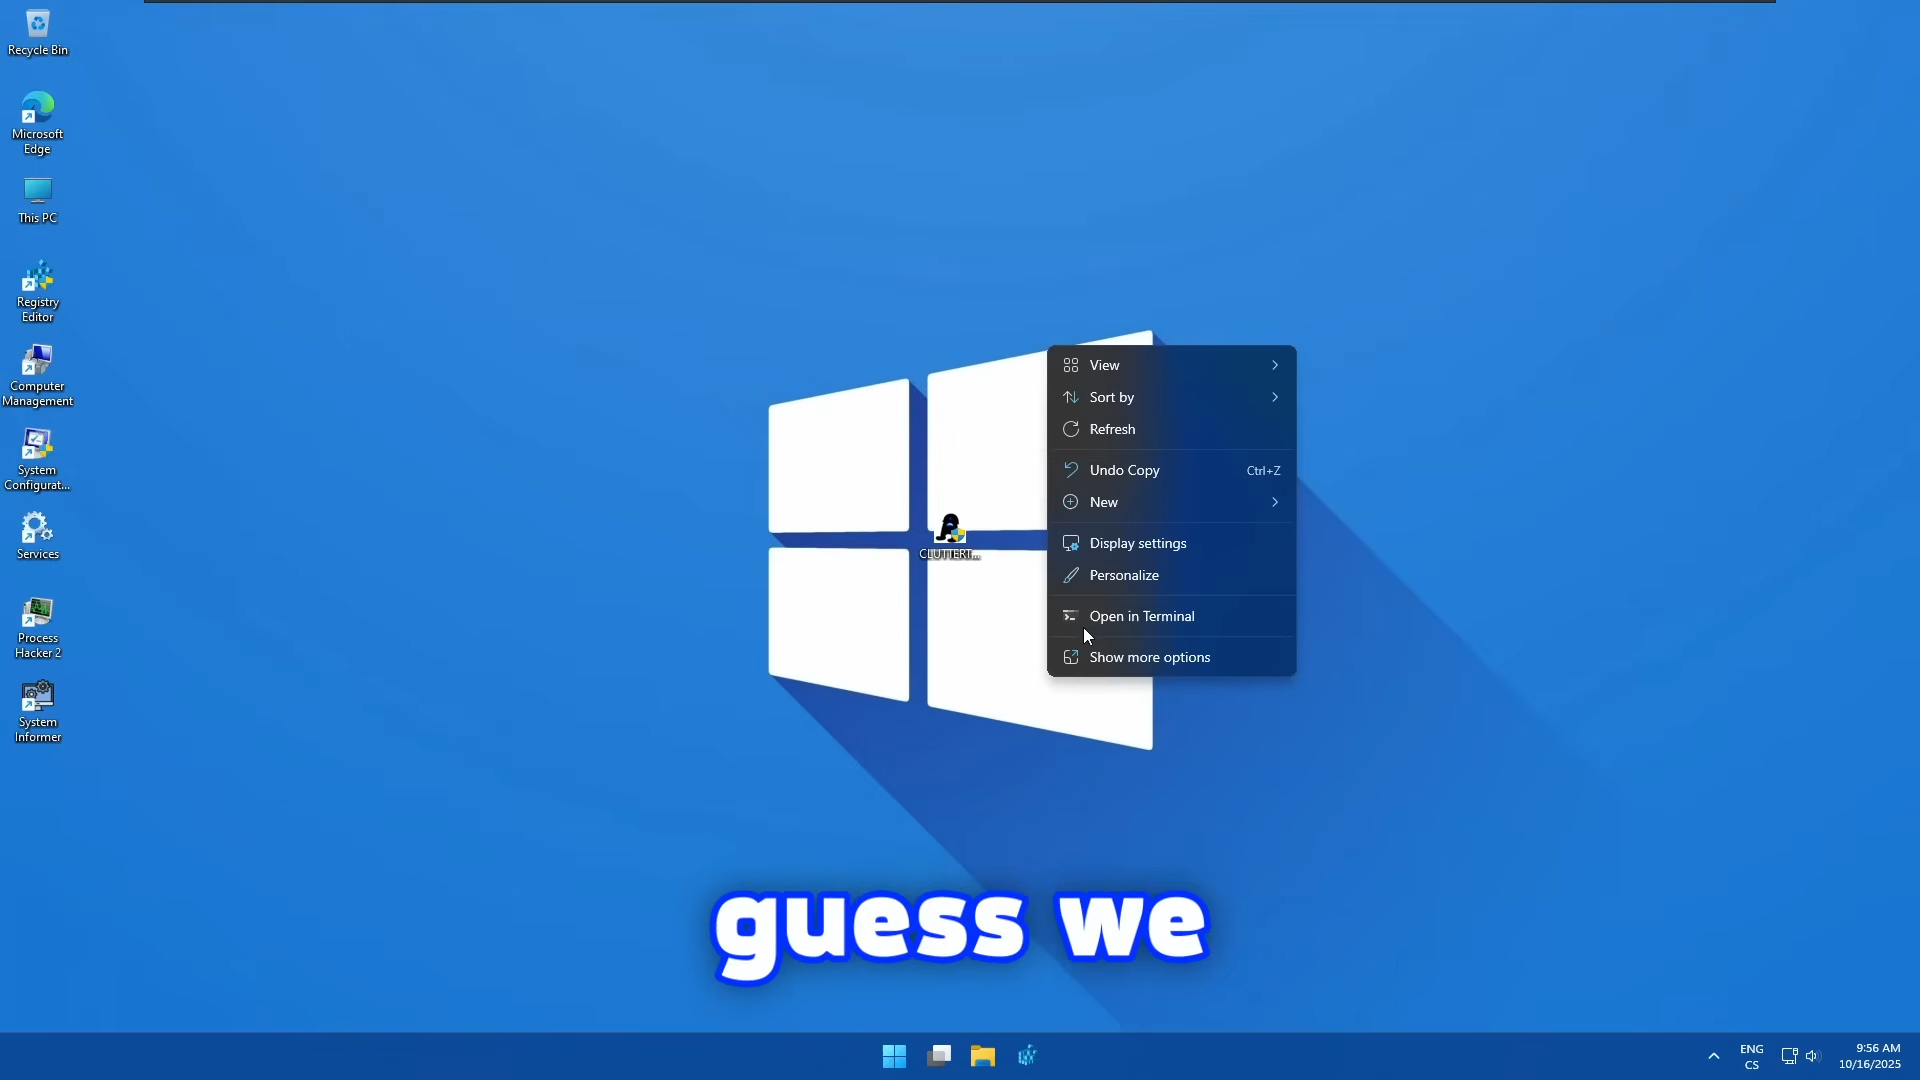 Recycle Bin
Microsoft
Edge
This PC
Registry
Editor
Computer
Management
System
Configurat...
Services
Process
Hacker 2
System
Informer
CLUTTERT...
View
Sort by
Refresh
Undo Copy Ctrl+Z
New
Display settings
Personalize
Open in Terminal
Show more options
guess we
ENG
CS
9:56 AM
10/16/2025